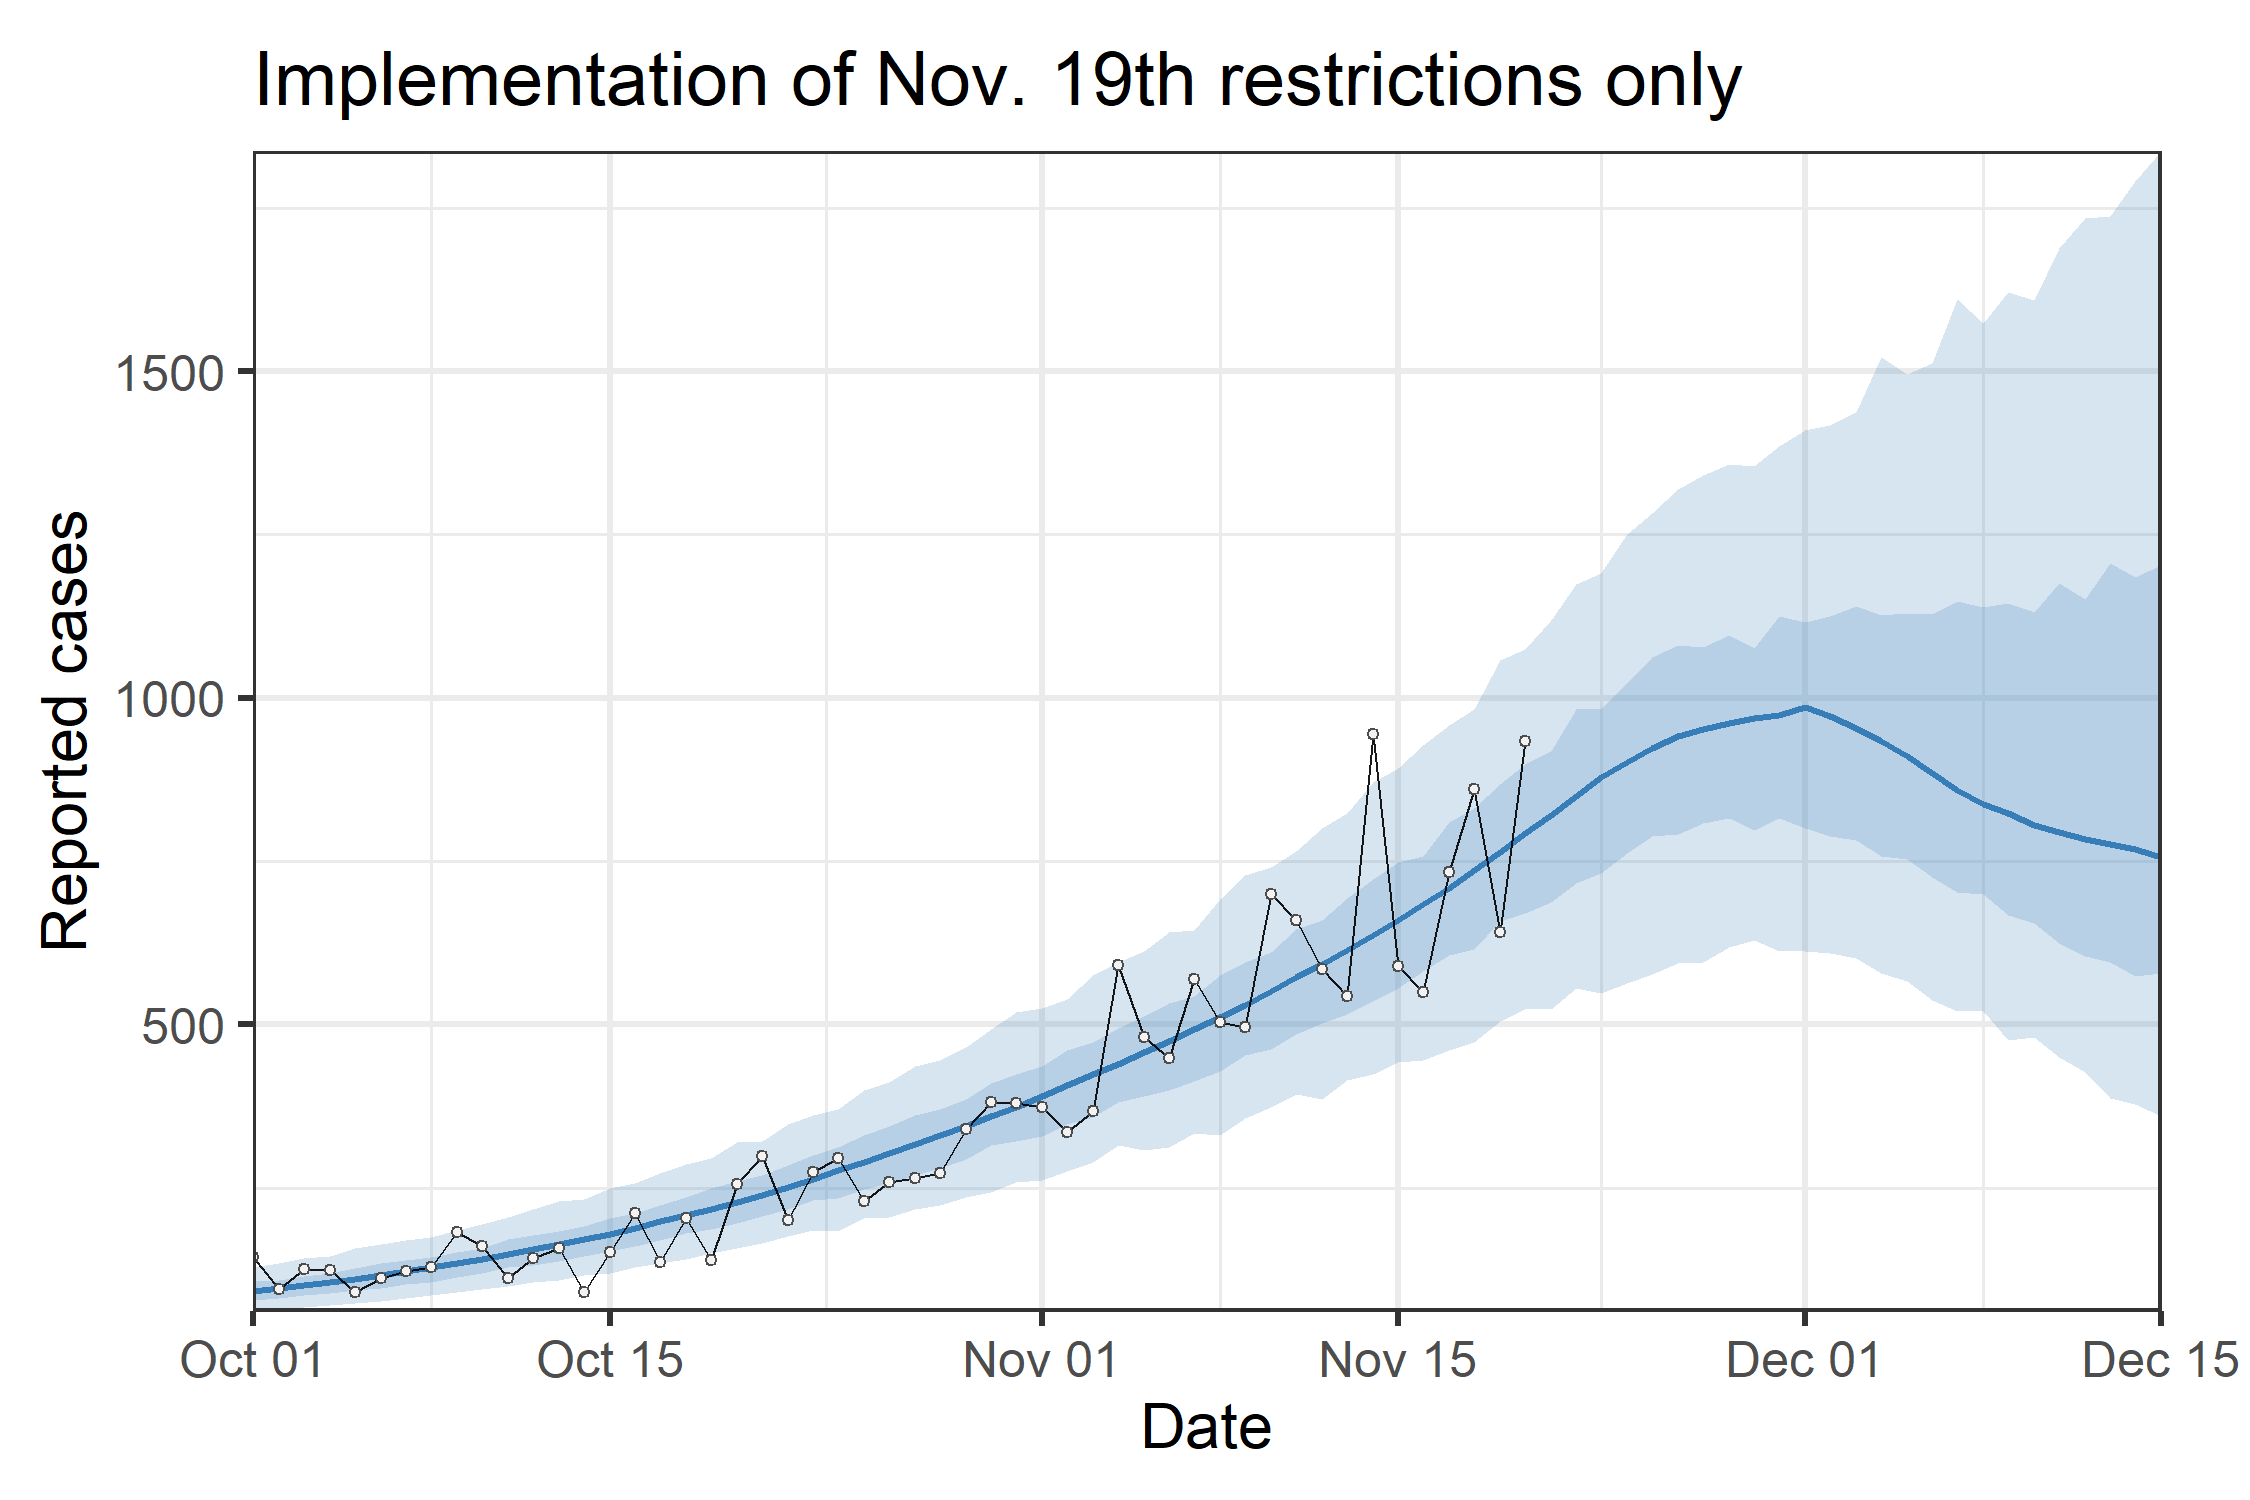 Implementation of Nov. 19th restrictions only
Reported cases
1500
1000
500
Oct 01
Oct 15
Nov 01
Nov 15
Dec 01
Dec 15
Date